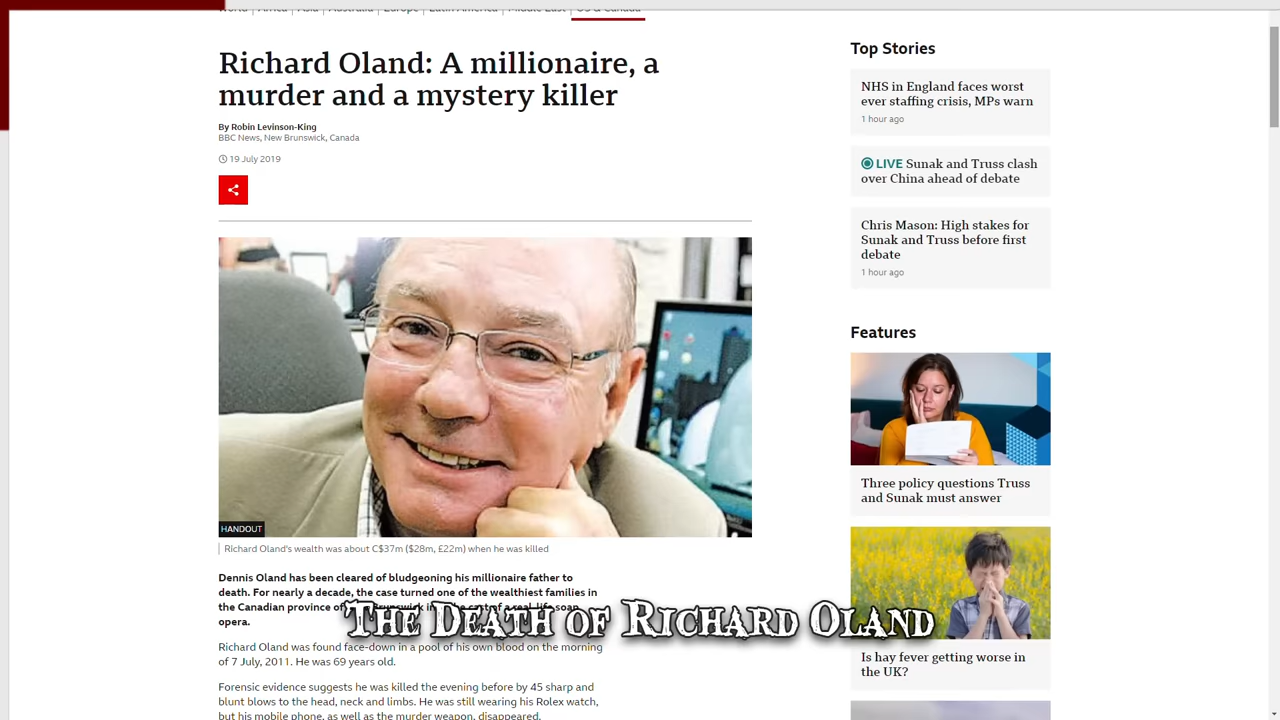 World Africa Asia Australia Europe Latin America Middle East US & Canada
Richard Oland: A millionaire, a
murder and a mystery killer
By Robin Levinson-King
BBC News, New Brunswick, Canada
19 July 2019
HANDOUT
Richard Oland's wealth was about C$37m ($28m, £22m) when he was killed
Dennis Oland has been cleared of bludgeoning his millionaire father to
death. For nearly a decade, the case turned one of the wealthiest families in
the Canadian province of
opera.
The Death of Richard Oland
Richard Oland was found face-down in a pool of his own blood on the morning
of 7 July, 2011. He was 69 years old.
Forensic evidence suggests he was killed the evening before by 45 sharp and
blunt blows to the head, neck and limbs. He was still wearing his Rolex watch,
but his mobile phone, as well as the murder weapon, disappeared.
Top Stories
NHS in England faces worst
ever staffing crisis, MPs warn
1 hour ago
LIVE Sunak and Truss clash
over China ahead of debate
Chris Mason: High stakes for
Sunak and Truss before first
debate
1 hour ago
Features
Three policy questions Truss
and Sunak must answer
Is hay fever getting worse in
the UK?